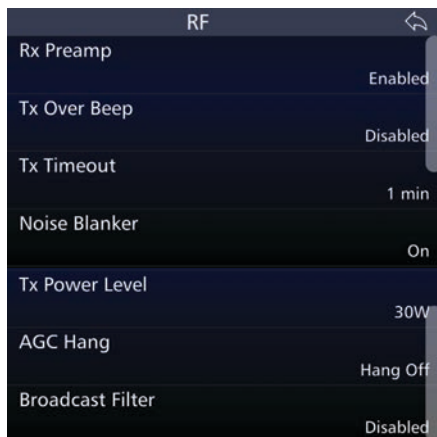 RF
Rx Preamp
Enabled
Tx Over Beep
Disabled
Tx Timeout
1 min
Noise Blanker
On
Tx Power Level
30W
AGC Hang
Hang Off
Broadcast Filter
Disabled